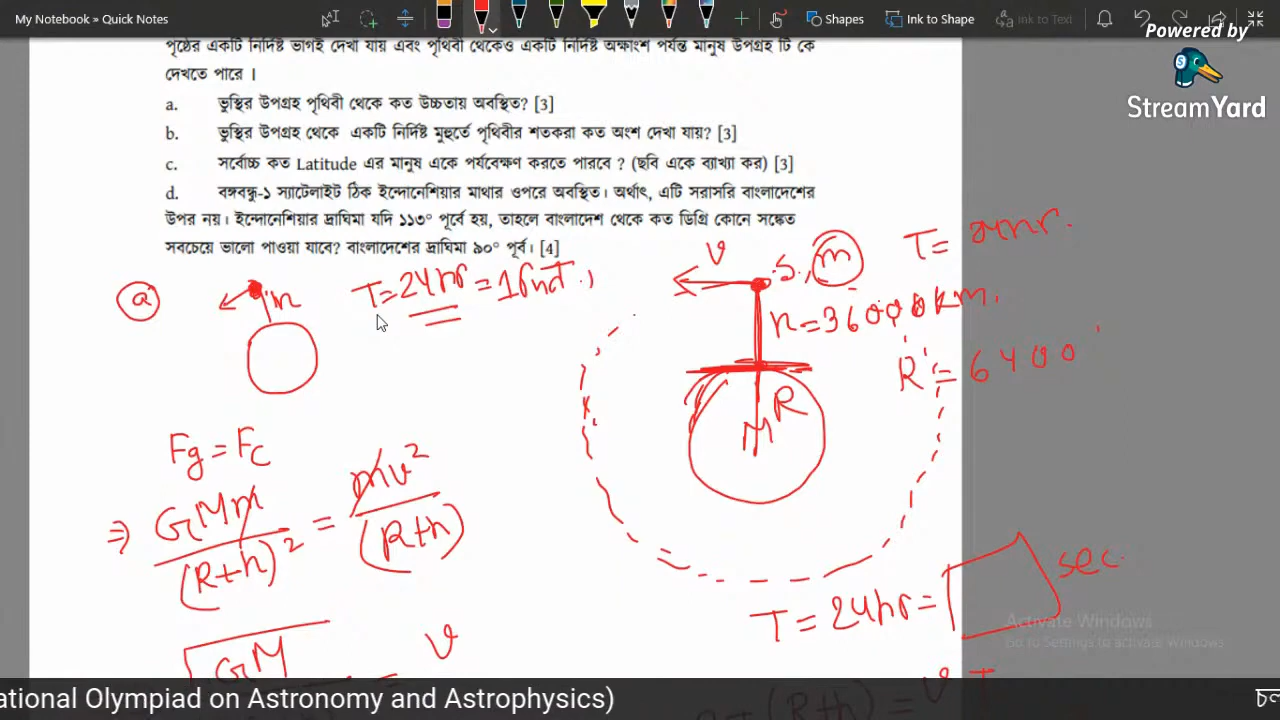 My Notebook » Quick Notes
Shapes
Ink to Shape
Ink to Text
Powered by
StreamYard
পৃষ্ঠের একটি নির্দিষ্ট ভাগই দেখা যায় এবং পৃথিবী থেকেও একটি নির্দিষ্ট অক্ষাংশ পর্যন্ত মানুষ উপগ্রহ টি কে
দেখতে পারে ।
a. ভুস্থির উপগ্রহ পৃথিবী থেকে কত উচ্চতায় অবস্থিত? [3]
b. ভুস্থির উপগ্রহ থেকে একটি নির্দিষ্ট মুহুর্তে পৃথিবীর শতকরা কত অংশ দেখা যায়? [3]
c. সর্বোচ্চ কত Latitude এর মানুষ একে পর্যবেক্ষণ করতে পারবে ? (ছবি একে ব্যাখ্যা কর) [3]
d. বঙ্গবন্ধু-১ স্যাটেলাইট ঠিক ইন্দোনেশিয়ার মাথার ওপরে অবস্থিত। অর্থাৎ, এটি সরাসরি বাংলাদেশের
উপর নয়। ইন্দোনেশিয়ার দ্রাঘিমা যদি ১১৩° পূর্বে হয়, তাহলে বাংলাদেশ থেকে কত ডিগ্রি কোনে সঙ্কেত
সবচেয়ে ভালো পাওয়া যাবে? বাংলাদেশের দ্রাঘিমা ৯০° পূর্ব। [4]
a
T = 24hr =
v
S, m
T =
h = 36000km.
R = 6400
R
M
Fg = Fc
⇒ GMm/(R+h)² = mv²/(R+h)
T = 24hr = sec
√GM = v
(R+h) = v T
ational Olympiad on Astronomy and Astrophysics)
Activate Windows
Go to Settings to activate Windows